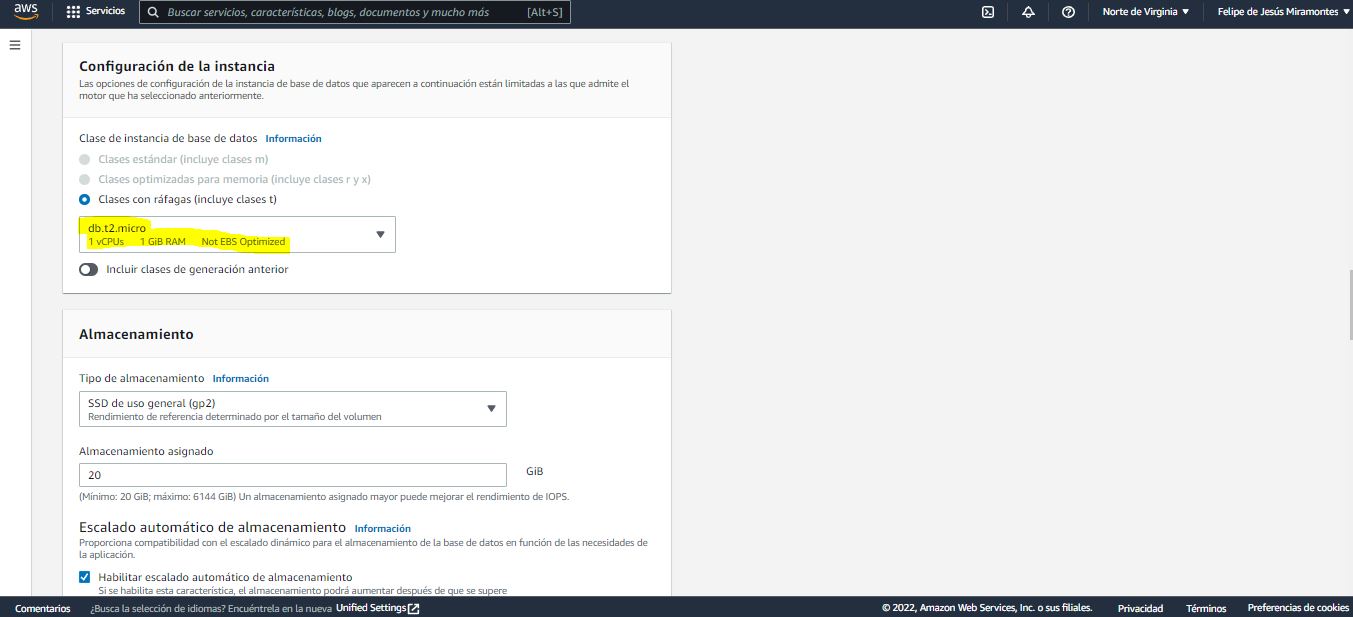 aws
Servicios
Buscar servicios, características, blogs, documentos y mucho más
[Alt+S]
Norte de Virginia
Felipe de Jesús Miramontes
Configuración de la instancia
Las opciones de configuración de la instancia de base de datos que aparecen a continuación están limitadas a las que admite el
motor que ha seleccionado anteriormente.
Clase de instancia de base de datos Información
Clases estándar (incluye clases m)
Clases optimizadas para memoria (incluye clases r y x)
Clases con ráfagas (incluye clases t)
db.t2.micro
1 vCPUs 1 GiB RAM Not EBS Optimized
Incluir clases de generación anterior
Almacenamiento
Tipo de almacenamiento Información
SSD de uso general (gp2)
Rendimiento de referencia determinado por el tamaño del volumen
Almacenamiento asignado
20
GiB
(Mínimo: 20 GiB; máximo: 6144 GiB) Un almacenamiento asignado mayor puede mejorar el rendimiento de IOPS.
Escalado automático de almacenamiento Información
Proporciona compatibilidad con el escalado dinámico para el almacenamiento de la base de datos en función de las necesidades de
la aplicación.
Habilitar escalado automático de almacenamiento
Si se habilita esta característica, el almacenamiento podrá aumentar después de que se supere
Comentarios
¿Busca la selección de idiomas? Encuéntrela en la nueva Unified Settings
© 2022, Amazon Web Services, Inc. o sus filiales.
Privacidad
Términos
Preferencias de cookies